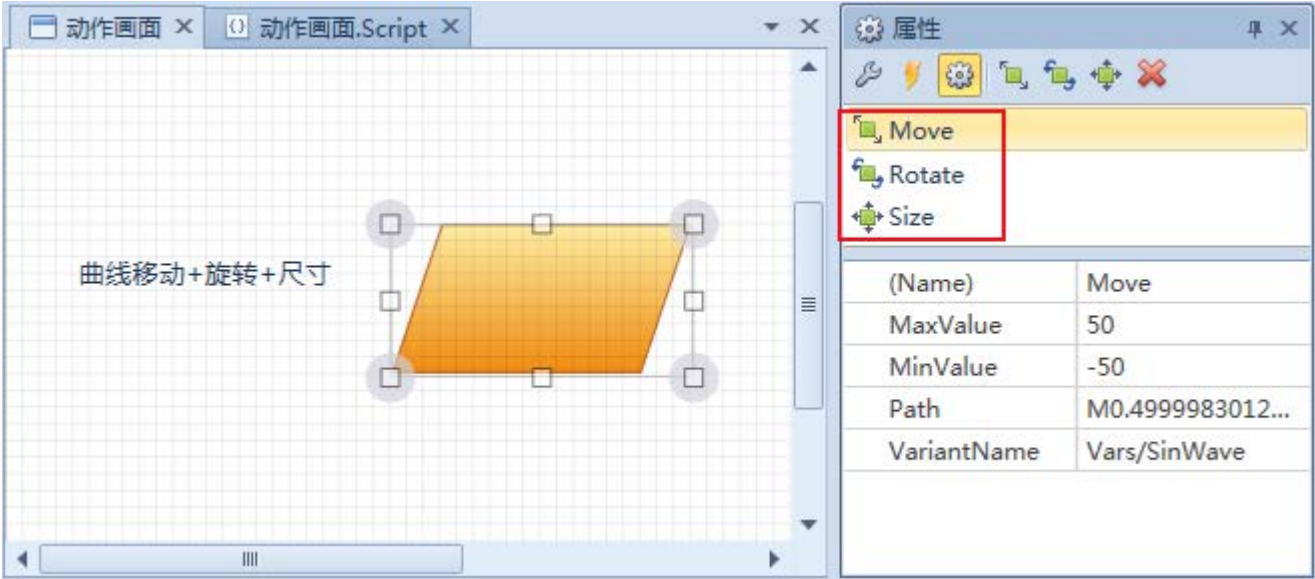 动作画面
动作画面.Script
曲线移动+旋转+尺寸
属性
Move
Rotate
Size
(Name) Move
MaxValue 50
MinValue -50
Path M0.4999983012...
VariantName Vars/SinWave